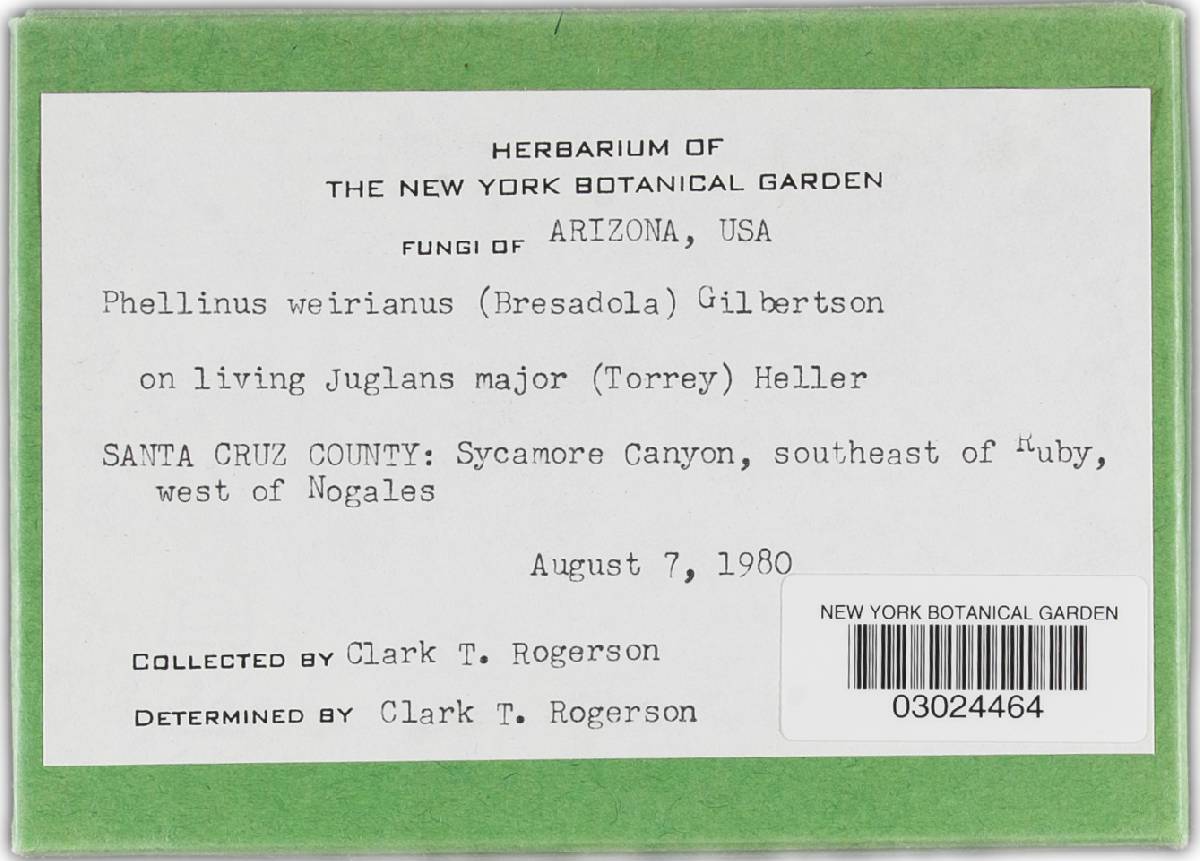 HERBARIUM OF
THE NEW YORK BOTANICAL GARDEN
FUNGI OF ARIZONA, USA
Phellinus weirianus (Bresadola) Gilbertson
on living Juglans major (Torrey) Heller
SANTA CRUZ COUNTY: Sycamore Canyon, southeast of Ruby,
west of Nogales
August 7, 1980
COLLECTED BY Clark T. Rogerson
DETERMINED BY Clark T. Rogerson
NEW YORK BOTANICAL GARDEN
03024464